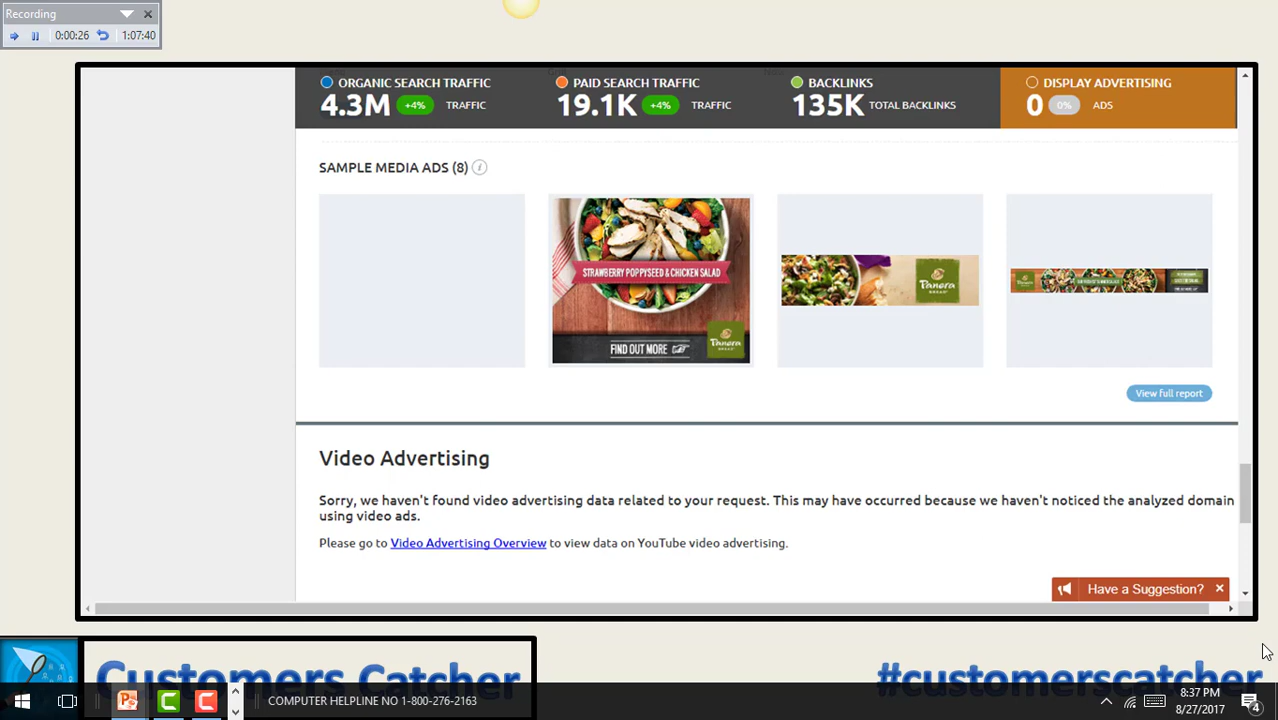 Recording
0:00:26 1:07:40
ORGANIC SEARCH TRAFFIC
4.3M +4% TRAFFIC
PAID SEARCH TRAFFIC
19.1K +4% TRAFFIC
BACKLINKS
135K TOTAL BACKLINKS
DISPLAY ADVERTISING
0 0% ADS
SAMPLE MEDIA ADS (8) i
STRAWBERRY POPPYSEED & CHICKEN SALAD
FIND OUT MORE
Panera
BREAD
Panera
BREAD
View full report
Video Advertising
Sorry, we haven't found video advertising data related to your request. This may have occurred because we haven't noticed the analyzed domain
using video ads.
Please go to Video Advertising Overview to view data on YouTube video advertising.
Have a Suggestion?
Customers Catcher
#customerscatcher
COMPUTER HELPLINE NO 1-800-276-2163
8:37 PM
8/27/2017
4